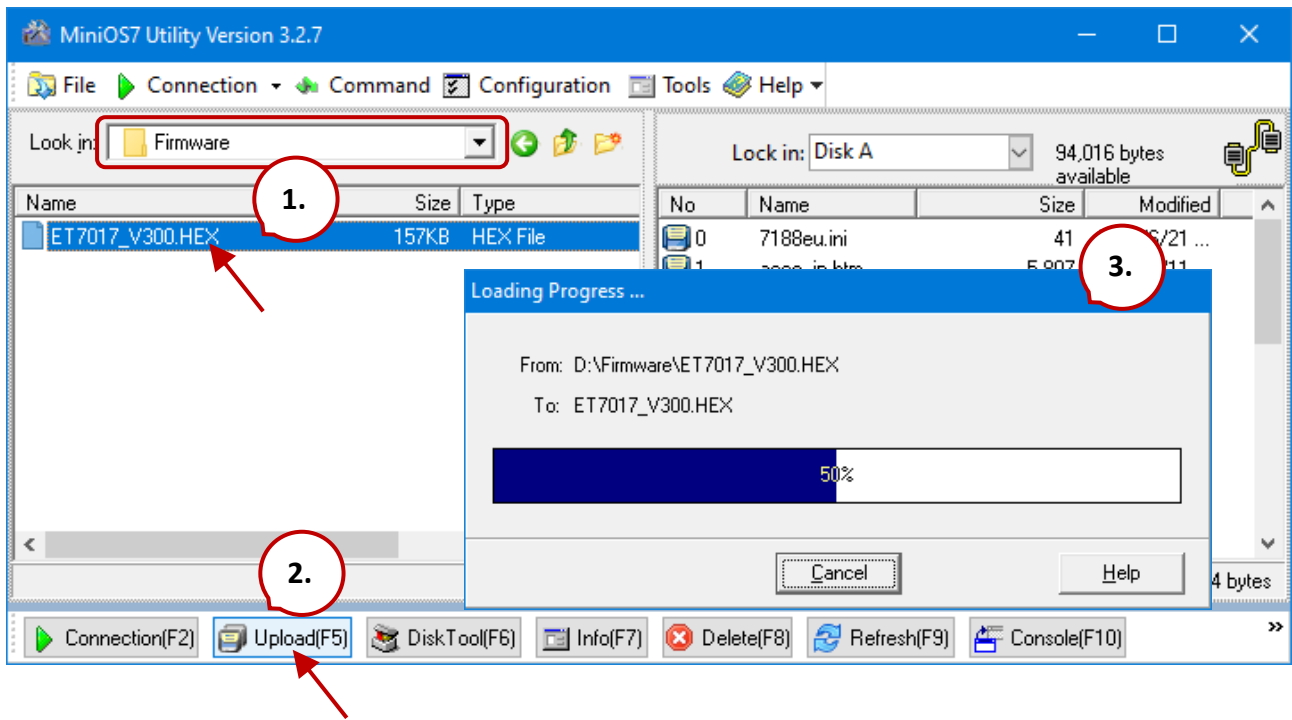 MiniOS7 Utility Version 3.2.7
File Connection Command Configuration Tools Help
Look in: Firmware
Lock in: Disk A
94,016 bytes
available
1.
Name Size Type
No Name Size Modified
ET7017_V300.HEX 157KB HEX File
0 7188eu.ini 41 /21 ...
3.
Loading Progress ...
From: D:\Firmware\ET7017_V300.HEX
To: ET7017_V300.HEX
50%
2.
Cancel Help
4 bytes
Connection(F2) Upload(F5) DiskTool(F6) Info(F7) Delete(F8) Refresh(F9) Console(F10) »